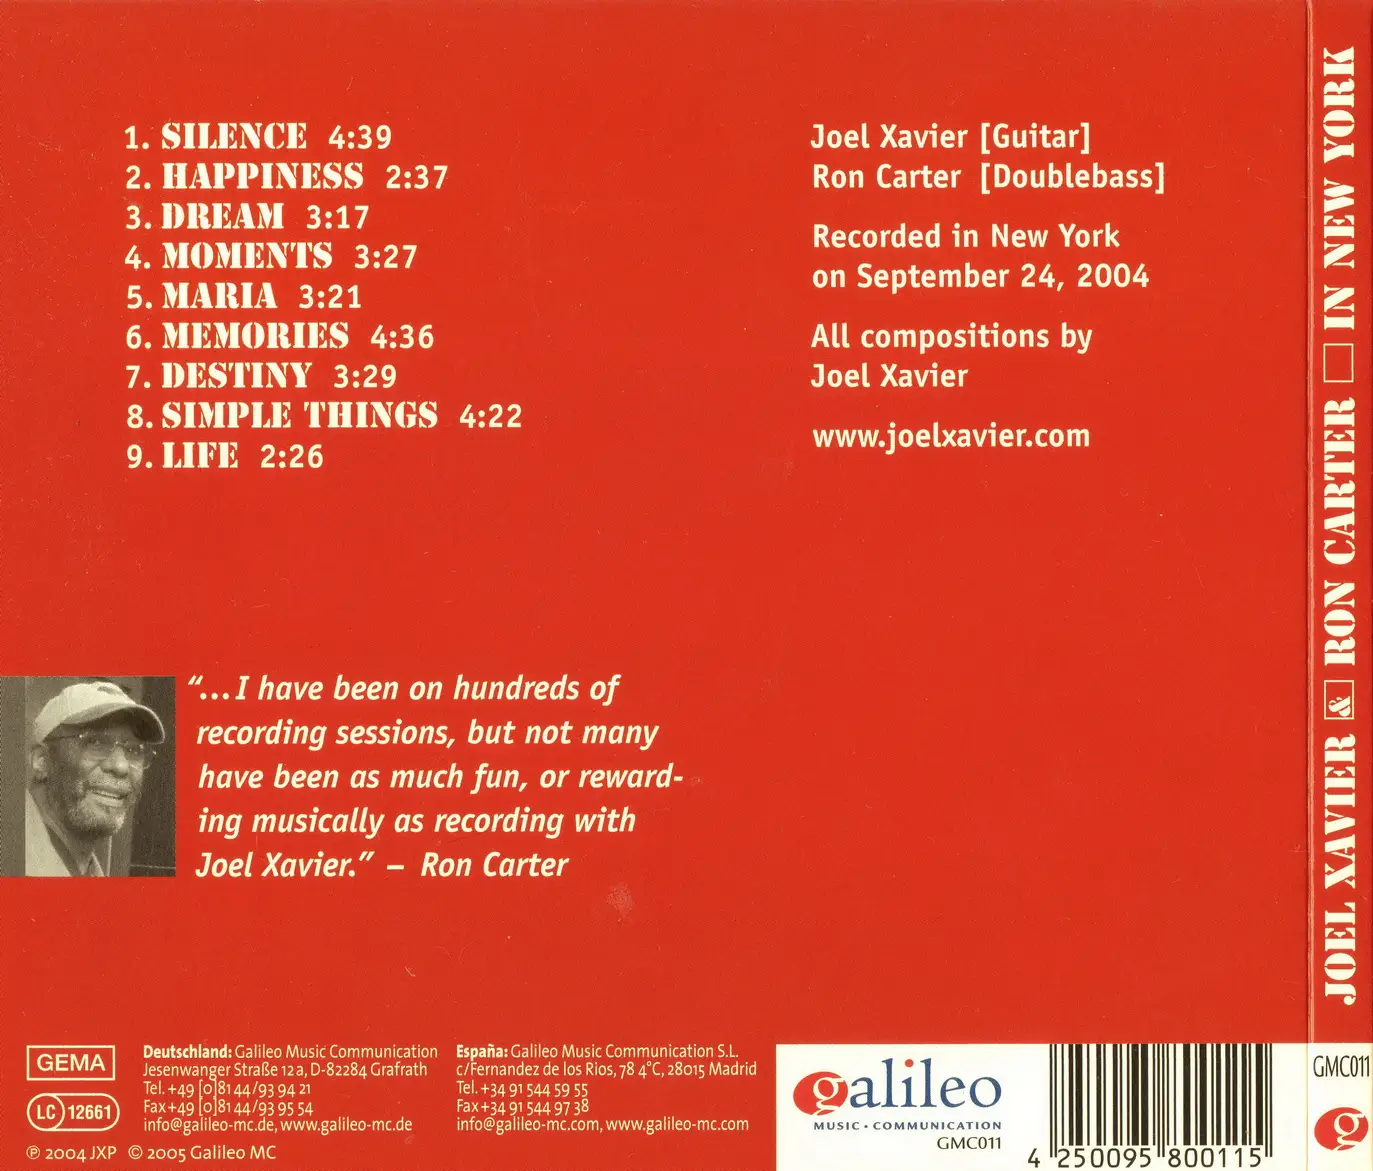 1. SILENCE 4:39
2. HAPPINESS 2:37
3. DREAM 3:17
4. MOMENTS 3:27
5. MARIA 3:21
6. MEMORIES 4:36
7. DESTINY 3:29
8. SIMPLE THINGS 4:22
9. LIFE 2:26
Joel Xavier [Guitar]
Ron Carter [Doublebass]
Recorded in New York
on September 24, 2004
All compositions by
Joel Xavier
www.joelxavier.com
“...I have been on hundreds of
recording sessions, but not many
have been as much fun, or reward-
ing musically as recording with
Joel Xavier.” – Ron Carter
GEMA
LC 12661
℗ 2004 JXP © 2005 Galileo MC
Deutschland: Galileo Music Communication
Jesenwanger Straße 12a, D-82284 Grafrath
Tel. +49 [0]81 44/93 94 21
Fax +49 [0]81 44/93 95 54
info@galileo-mc.de, www.galileo-mc.de
España: Galileo Music Communication S.L.
c/Fernandez de los Rios, 78 4°C, 28015 Madrid
Tel. +34 91 544 59 55
Fax +34 91 544 97 38
info@galileo-mc.com, www.galileo-mc.com
galileo
MUSIC • COMMUNICATION
GMC011
4 250095 800115
JOEL XAVIER & RON CARTER IN NEW YORK
GMC011
g